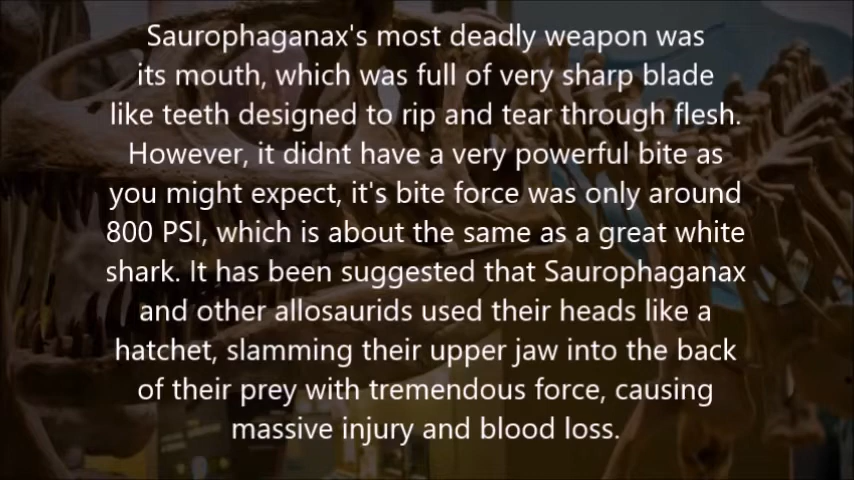 Saurophaganax's most deadly weapon was
its mouth, which was full of very sharp blade
like teeth designed to rip and tear through flesh.
However, it didnt have a very powerful bite as
you might expect, it's bite force was only around
800 PSI, which is about the same as a great white
shark. It has been suggested that Saurophaganax
and other allosaurids used their heads like a
hatchet, slamming their upper jaw into the back
of their prey with tremendous force, causing
massive injury and blood loss.